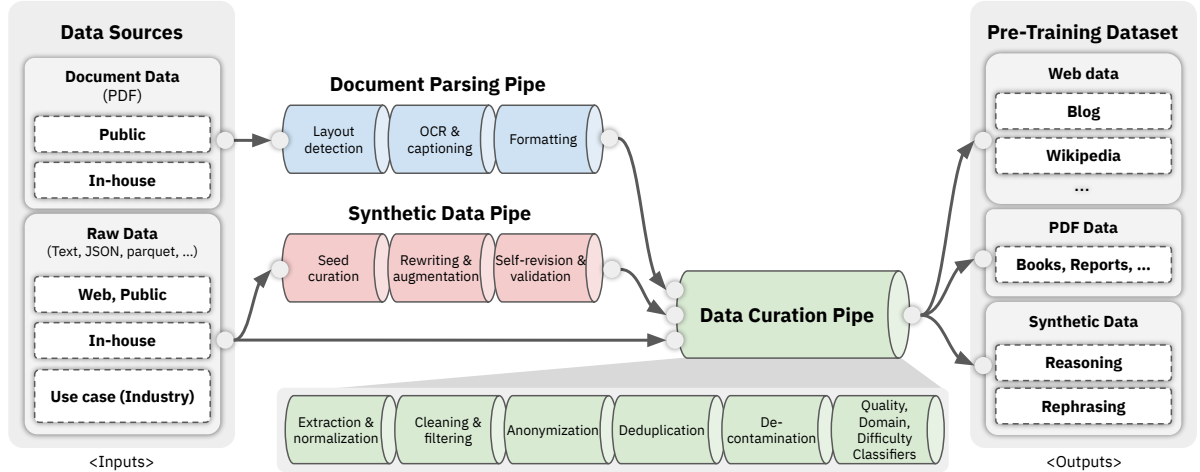 Data Sources
Document Data
(PDF)
Public
In-house
Raw Data
(Text, JSON, parquet, ...)
Web, Public
In-house
Use case (Industry)
<Inputs>
Document Parsing Pipe
Layout
detection
OCR &
captioning
Formatting
Synthetic Data Pipe
Seed
curation
Rewriting &
augmentation
Self-revision &
validation
Data Curation Pipe
Extraction &
normalization
Cleaning &
filtering
Anonymization
Deduplication
De-
contamination
Quality,
Domain,
Difficulty
Classifiers
Pre-Training Dataset
Web data
Blog
Wikipedia
...
PDF Data
Books, Reports, ...
Synthetic Data
Reasoning
Rephrasing
<Outputs>